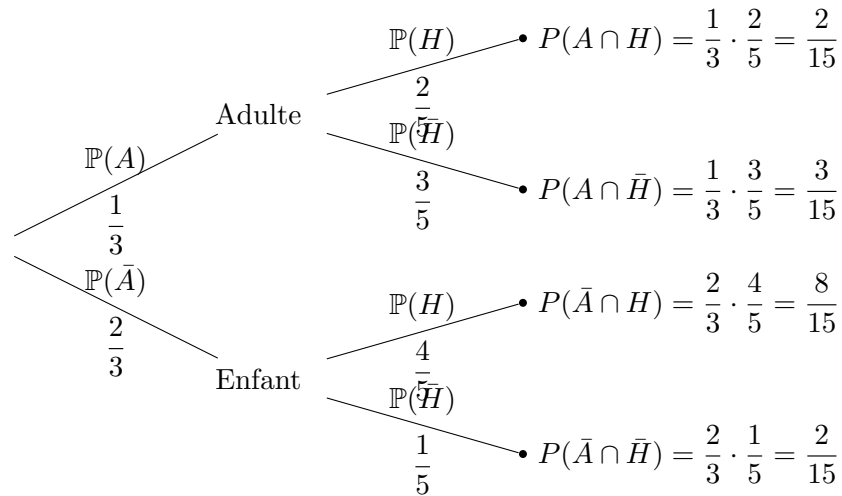 ℙ(H)
P(A ∩ H) = 1/3 · 2/5 = 2/15
2/5
Adulte
ℙ(H̄)
ℙ(A)
3/5
P(A ∩ H̄) = 1/3 · 3/5 = 3/15
1/3
ℙ(Ā)
2/3
ℙ(H)
P(Ā ∩ H) = 2/3 · 4/5 = 8/15
4/5
Enfant
ℙ(H̄)
1/5
P(Ā ∩ H̄) = 2/3 · 1/5 = 2/15